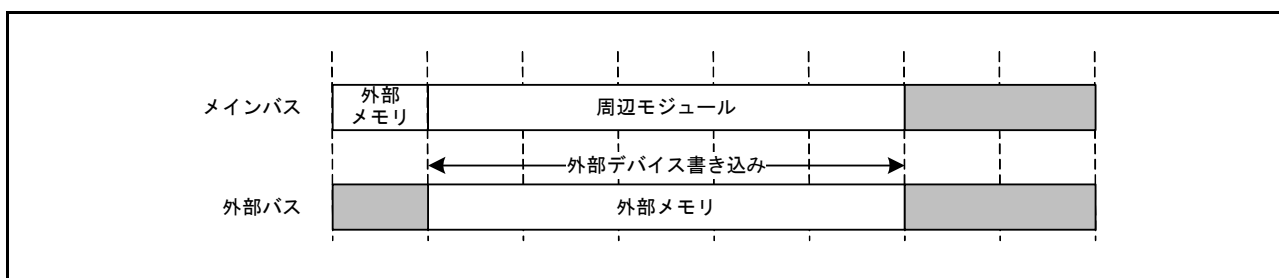 メインバス
外部
メモリ
周辺モジュール
外部デバイス書き込み
外部バス
外部メモリ